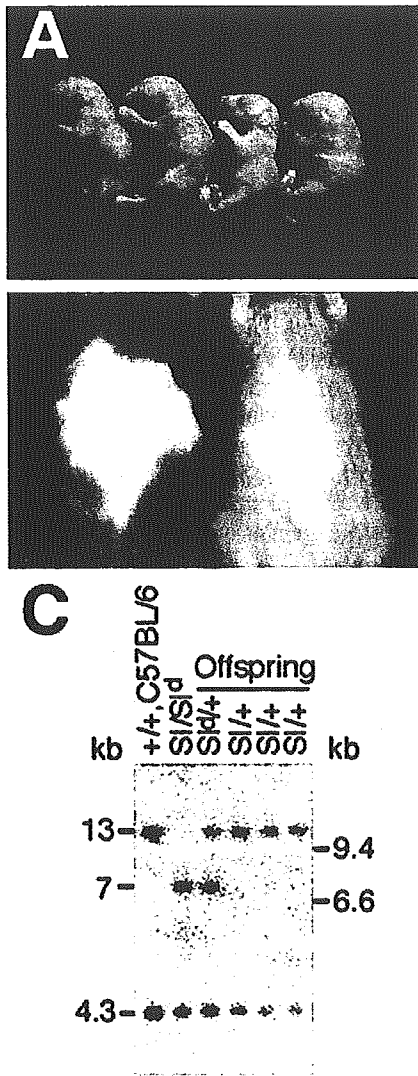 A
C
+/+,C57BL/6
Sl/Slᵈ
Offspring
Slᵈ/+
Sl/+
Sl/+
Sl/+
kb kb
13
9.4
7
6.6
4.3